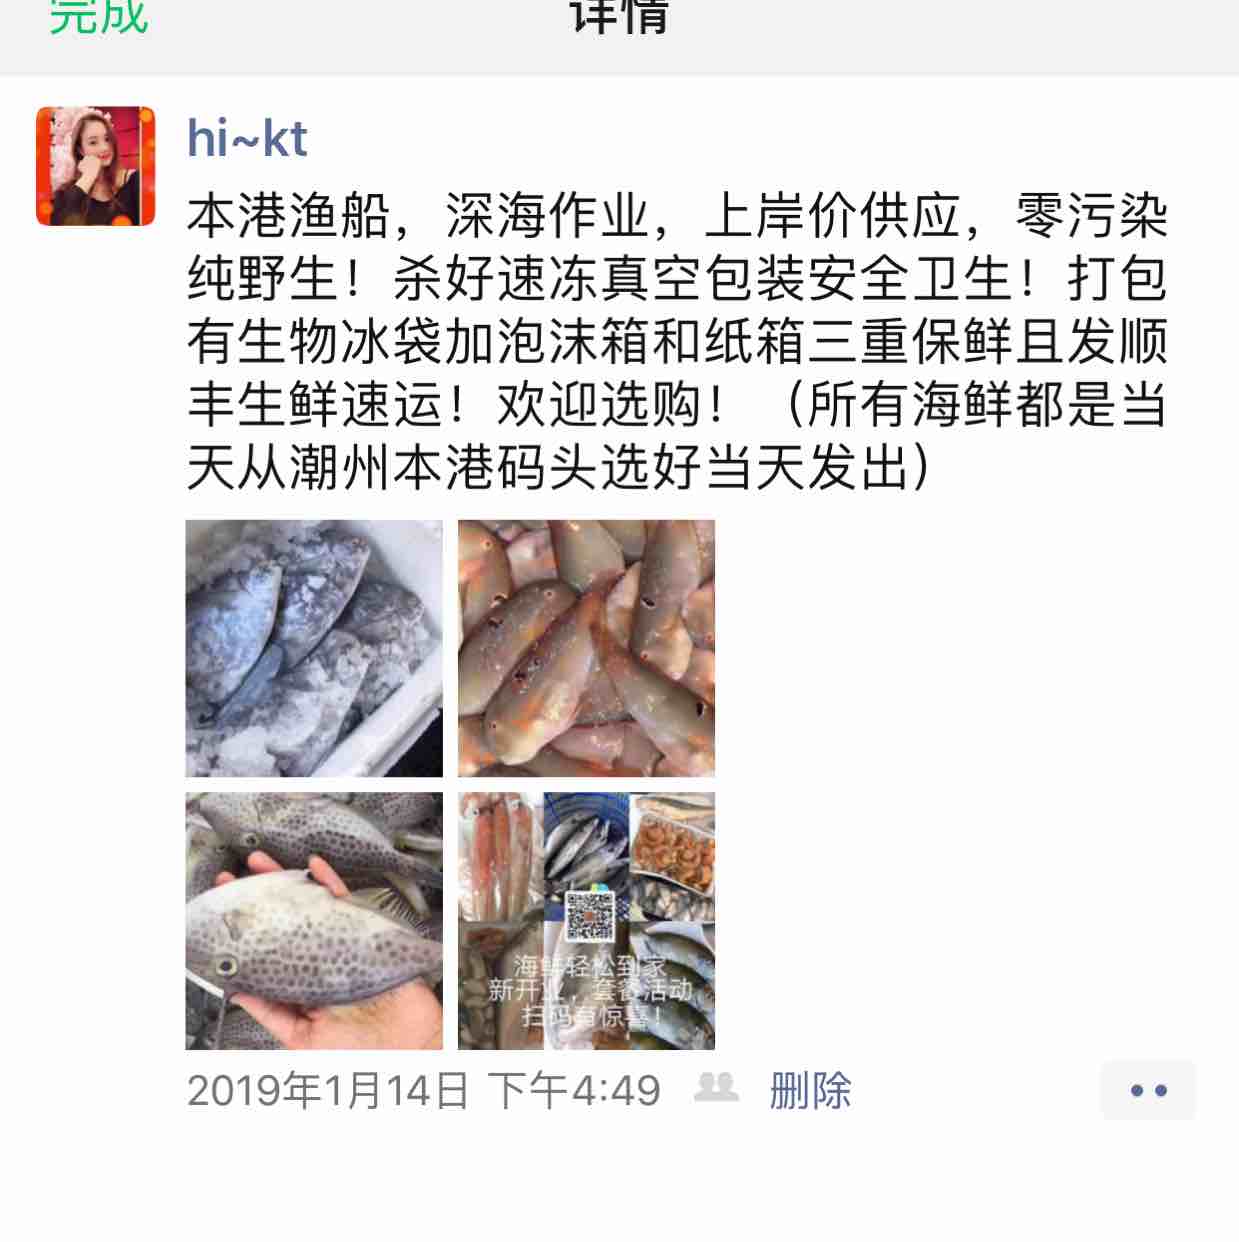 完成
详情
hi~kt
本港渔船，深海作业，上岸价供应，零污染
纯野生！杀好速冻真空包装安全卫生！打包
有生物冰袋加泡沫箱和纸箱三重保鲜且发顺
丰生鲜速运！欢迎选购！（所有海鲜都是当
天从潮州本港码头选好当天发出）
海鲜轻松到家
新开业，套餐活动
扫码有惊喜！
2019年1月14日 下午4:49
删除